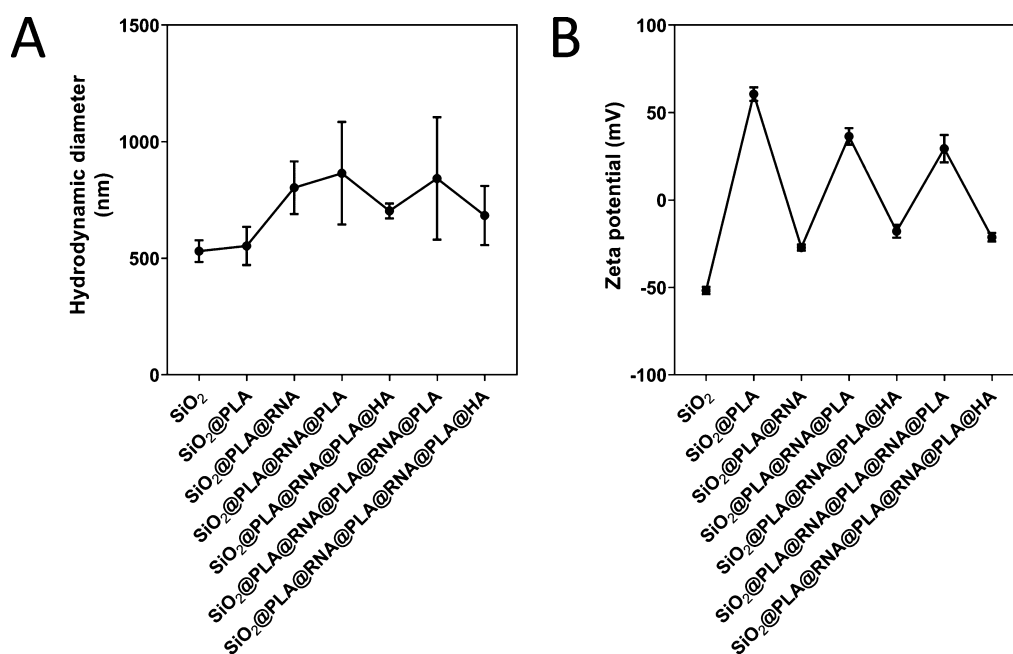 A
Hydrodynamic diameter
(nm)
1500
1000
500
0
SiO₂
SiO₂@PLA
SiO₂@PLA@RNA
SiO₂@PLA@RNA@PLA
SiO₂@PLA@RNA@PLA@HA
SiO₂@PLA@RNA@PLA@RNA@PLA
SiO₂@PLA@RNA@PLA@RNA@PLA@HA
B
Zeta potential (mV)
100
50
0
-50
-100
SiO₂
SiO₂@PLA
SiO₂@PLA@RNA
SiO₂@PLA@RNA@PLA
SiO₂@PLA@RNA@PLA@HA
SiO₂@PLA@RNA@PLA@RNA@PLA
SiO₂@PLA@RNA@PLA@RNA@PLA@HA